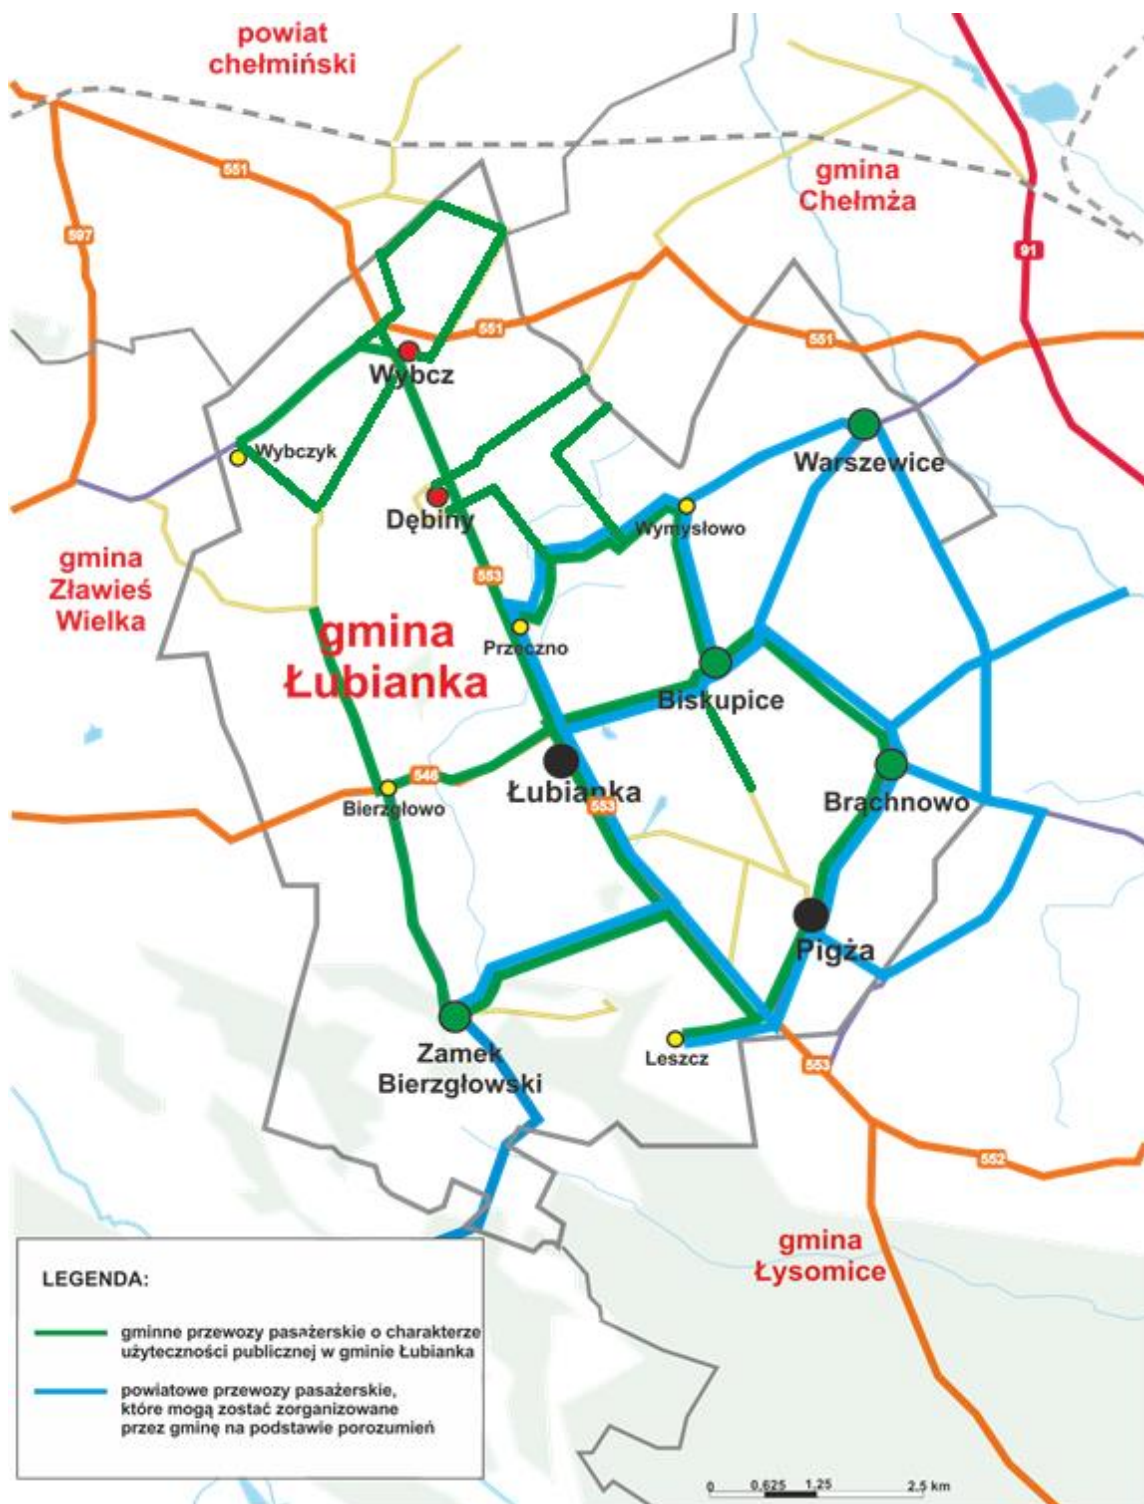 powiat
chełmiński
551
gmina
Chełmża
597
91
551
551
Wybcz
Wybczyk
Warszewice
Dębiny
Wymysłowo
gmina
Zławieś
Wielka
553
gmina
Łubianka
Przeczno
Biskupice
546
Łubianka
553
Bierzgłowo
Brąchnowo
Pigża
Zamek
Bierzgłowski
Leszcz
553
552
gmina
Łysomice
LEGENDA:
gminne przewozy pasażerskie o charakterze
użyteczności publicznej w gminie Łubianka
powiatowe przewozy pasażerskie,
które mogą zostać zorganizowane
przez gminę na podstawie porozumień
0 0,625 1,25 2,5 km